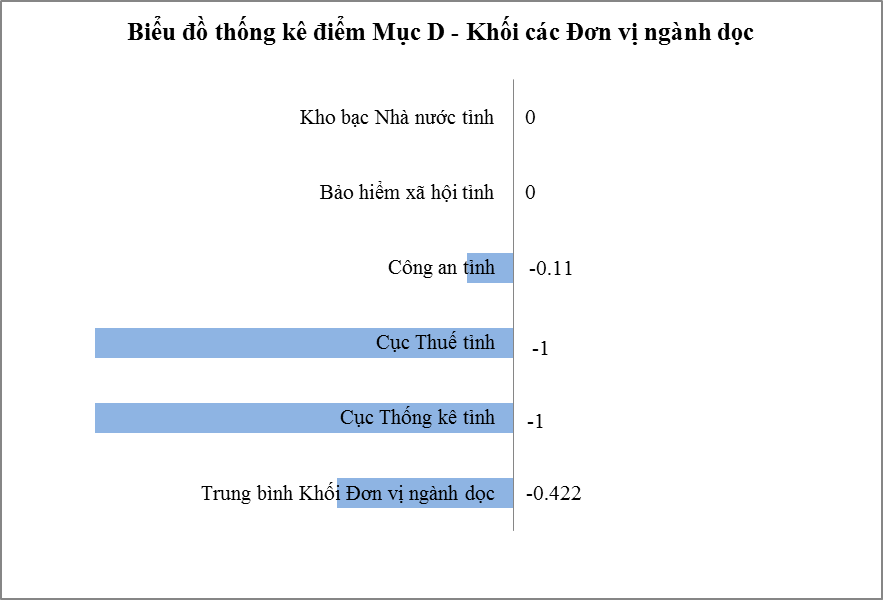 Biểu đồ thống kê điểm Mục D - Khối các Đơn vị ngành dọc
Kho bạc Nhà nước tỉnh 0
Bảo hiểm xã hội tỉnh 0
Công an tỉnh -0.11
Cục Thuế tỉnh -1
Cục Thống kê tỉnh -1
Trung bình Khối Đơn vị ngành dọc -0.422